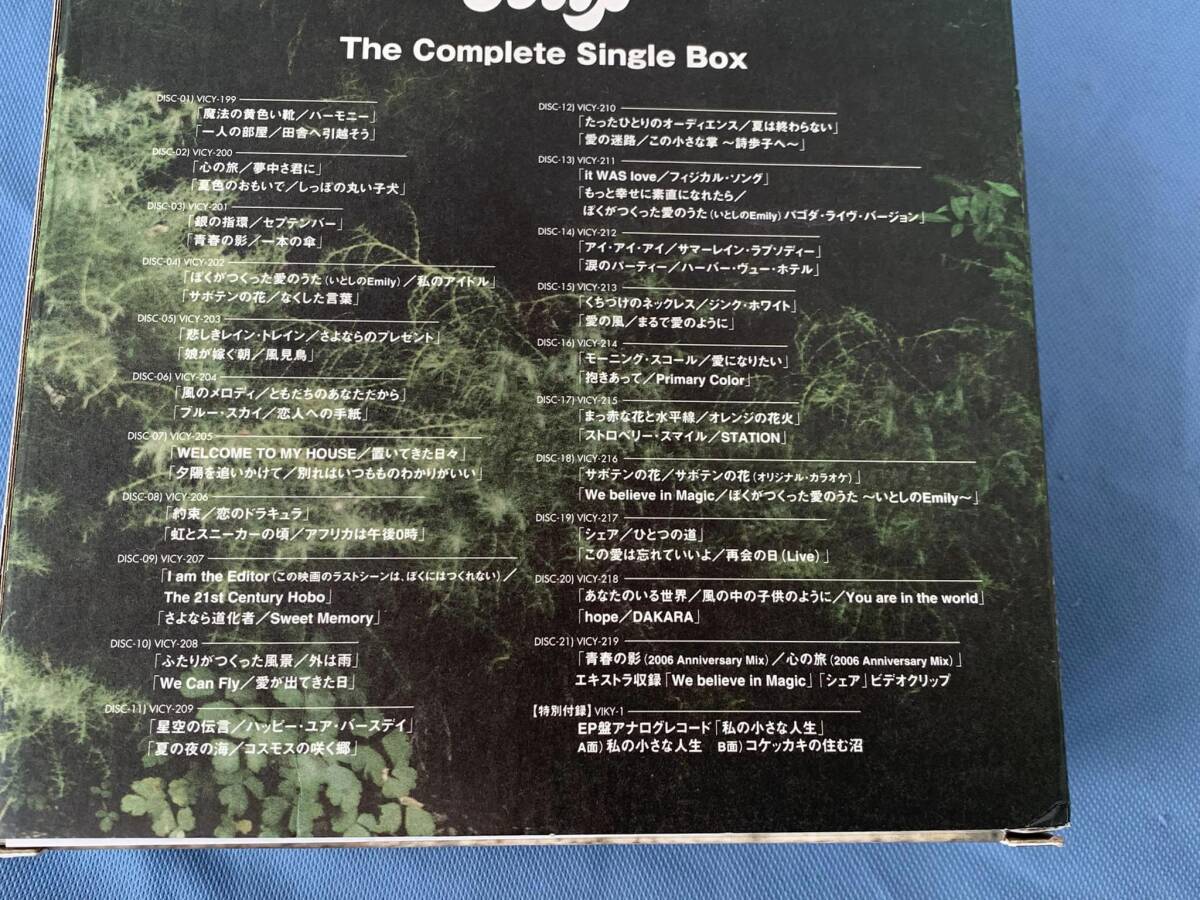 The Complete Single Box
DISC-01) VICY-199
「魔法の黄色い靴／ハーモニー」
「一人の部屋／田舎へ引越そう」
DISC-02) VICY-200
「心の旅／夢中さ君に」
「夏色のおもいで／しっぽの丸い子犬」
DISC-03) VICY-201
「銀の指環／セプテンバー」
「青春の影／一本の傘」
DISC-04) VICY-202
「ぼくがつくった愛のうた（いとしのEmily）／私のアイドル」
「サボテンの花／なくした言葉」
DISC-05) VICY-203
「悲しきレイン・トレイン／さよならのプレゼント」
「娘が嫁ぐ朝／風見鳥」
DISC-06) VICY-204
「風のメロディ／ともだちのあなただから」
「ブルー・スカイ／恋人への手紙」
DISC-07) VICY-205
「WELCOME TO MY HOUSE／置いてきた日々」
「夕陽を追いかけて／別れはいつもものわかりがいい」
DISC-08) VICY-206
「約束／恋のドラキュラ」
「虹とスニーカーの頃／アフリカは午後0時」
DISC-09) VICY-207
「I am the Editor（この映画のラストシーンは、ぼくにはつくれない）／
The 21st Century Hobo」
「さよなら道化者／Sweet Memory」
DISC-10) VICY-208
「ふたりがつくった風景／外は雨」
「We Can Fly／愛が出てきた日」
DISC-11) VICY-209
「星空の伝言／ハッピー・ユア・バースデイ」
「夏の夜の海／コスモスの咲く郷」
DISC-12) VICY-210
「たったひとりのオーディエンス／夏は終わらない」
「愛の迷路／この小さな掌 〜詩歩子へ〜」
DISC-13) VICY-211
「it WAS love／フィジカル・ソング」
「もっと幸せに素直になれたら／
ぼくがつくった愛のうた（いとしのEmily）パゴダ・ライヴ・バージョン」
DISC-14) VICY-212
「アイ・アイ・アイ／サマーレイン・ラプソディー」
「涙のパーティー／ハーバー・ヴュー・ホテル」
DISC-15) VICY-213
「くちづけのネックレス／ジンク・ホワイト」
「愛の風／まるで愛のように」
DISC-16) VICY-214
「モーニング・スコール／愛になりたい」
「抱きあって／Primary Color」
DISC-17) VICY-215
「まっ赤な花と水平線／オレンジの花火」
「ストロベリー・スマイル／STATION」
DISC-18) VICY-216
「サボテンの花／サボテンの花（オリジナル・カラオケ）」
「We believe in Magic／ぼくがつくった愛のうた 〜いとしのEmily〜」
DISC-19) VICY-217
「シェア／ひとつの道」
「この愛は忘れていいよ／再会の日（Live）」
DISC-20) VICY-218
「あなたのいる世界／風の中の子供のように／You are in the world」
「hope／DAKARA」
DISC-21) VICY-219
「青春の影（2006 Anniversary Mix）／心の旅（2006 Anniversary Mix）」
エキストラ収録「We believe in Magic」「シェア」ビデオクリップ
【特別付録】VIKY-1
EP盤アナログレコード「私の小さな人生」
A面）私の小さな人生 B面）コケッカキの住む沼